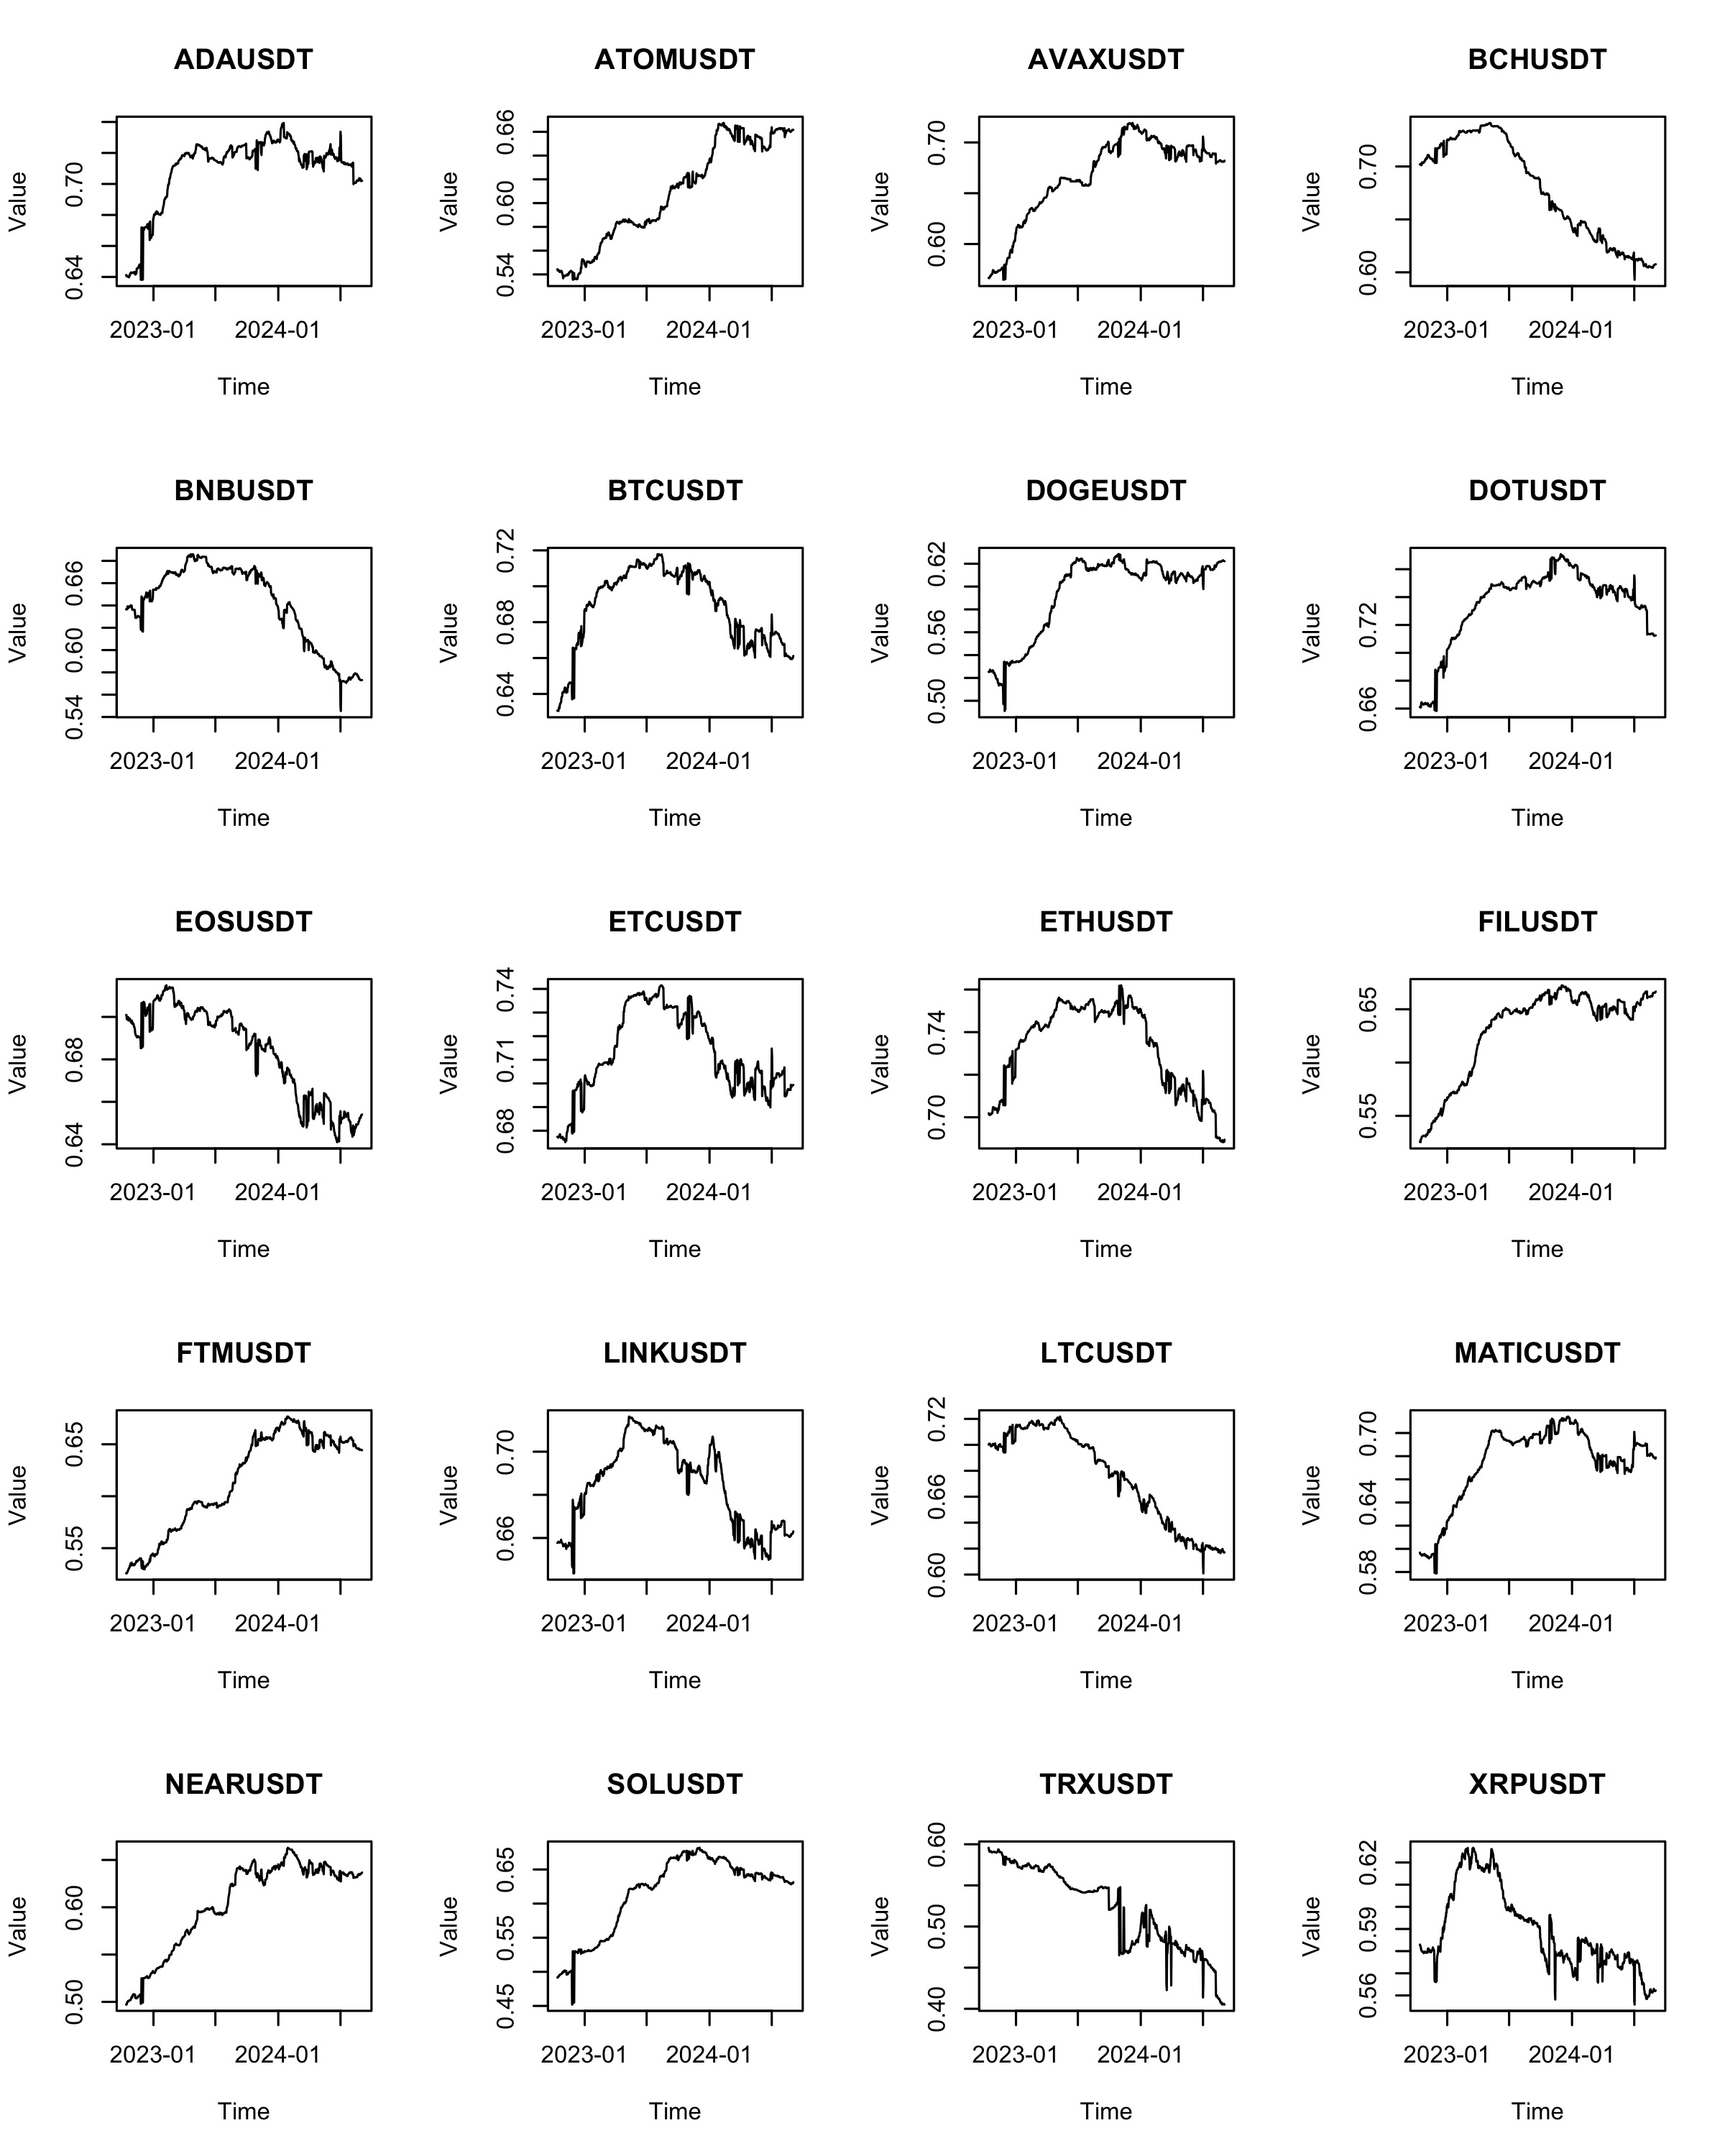 ADAUSDT
Value
0.70
0.64
2023-01 2024-01
Time
ATOMUSDT
Value
0.66
0.60
0.54
2023-01 2024-01
Time
AVAXUSDT
Value
0.70
0.60
2023-01 2024-01
Time
BCHUSDT
Value
0.70
0.60
2023-01 2024-01
Time
BNBUSDT
Value
0.66
0.60
0.54
2023-01 2024-01
Time
BTCUSDT
Value
0.72
0.68
0.64
2023-01 2024-01
Time
DOGEUSDT
Value
0.62
0.56
0.50
2023-01 2024-01
Time
DOTUSDT
Value
0.72
0.66
2023-01 2024-01
Time
EOSUSDT
Value
0.68
0.64
2023-01 2024-01
Time
ETCUSDT
Value
0.74
0.71
0.68
2023-01 2024-01
Time
ETHUSDT
Value
0.74
0.70
2023-01 2024-01
Time
FILUSDT
Value
0.65
0.55
2023-01 2024-01
Time
FTMUSDT
Value
0.65
0.55
2023-01 2024-01
Time
LINKUSDT
Value
0.70
0.66
2023-01 2024-01
Time
LTCUSDT
Value
0.72
0.66
0.60
2023-01 2024-01
Time
MATICUSDT
Value
0.70
0.64
0.58
2023-01 2024-01
Time
NEARUSDT
Value
0.60
0.50
2023-01 2024-01
Time
SOLUSDT
Value
0.65
0.55
0.45
2023-01 2024-01
Time
TRXUSDT
Value
0.60
0.50
0.40
2023-01 2024-01
Time
XRPUSDT
Value
0.62
0.59
0.56
2023-01 2024-01
Time